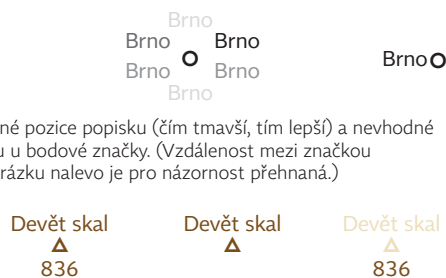 Brno
Brno Brno
Brno
Brno Brno
Brno
né pozice popisku (čím tmavší, tím lepší) a nevhodné
u u bodové značky. (Vzdálenost mezi značkou
rázku nalevo je pro názornost přehnaná.)
Devět skal Devět skal Devět skal
836 836